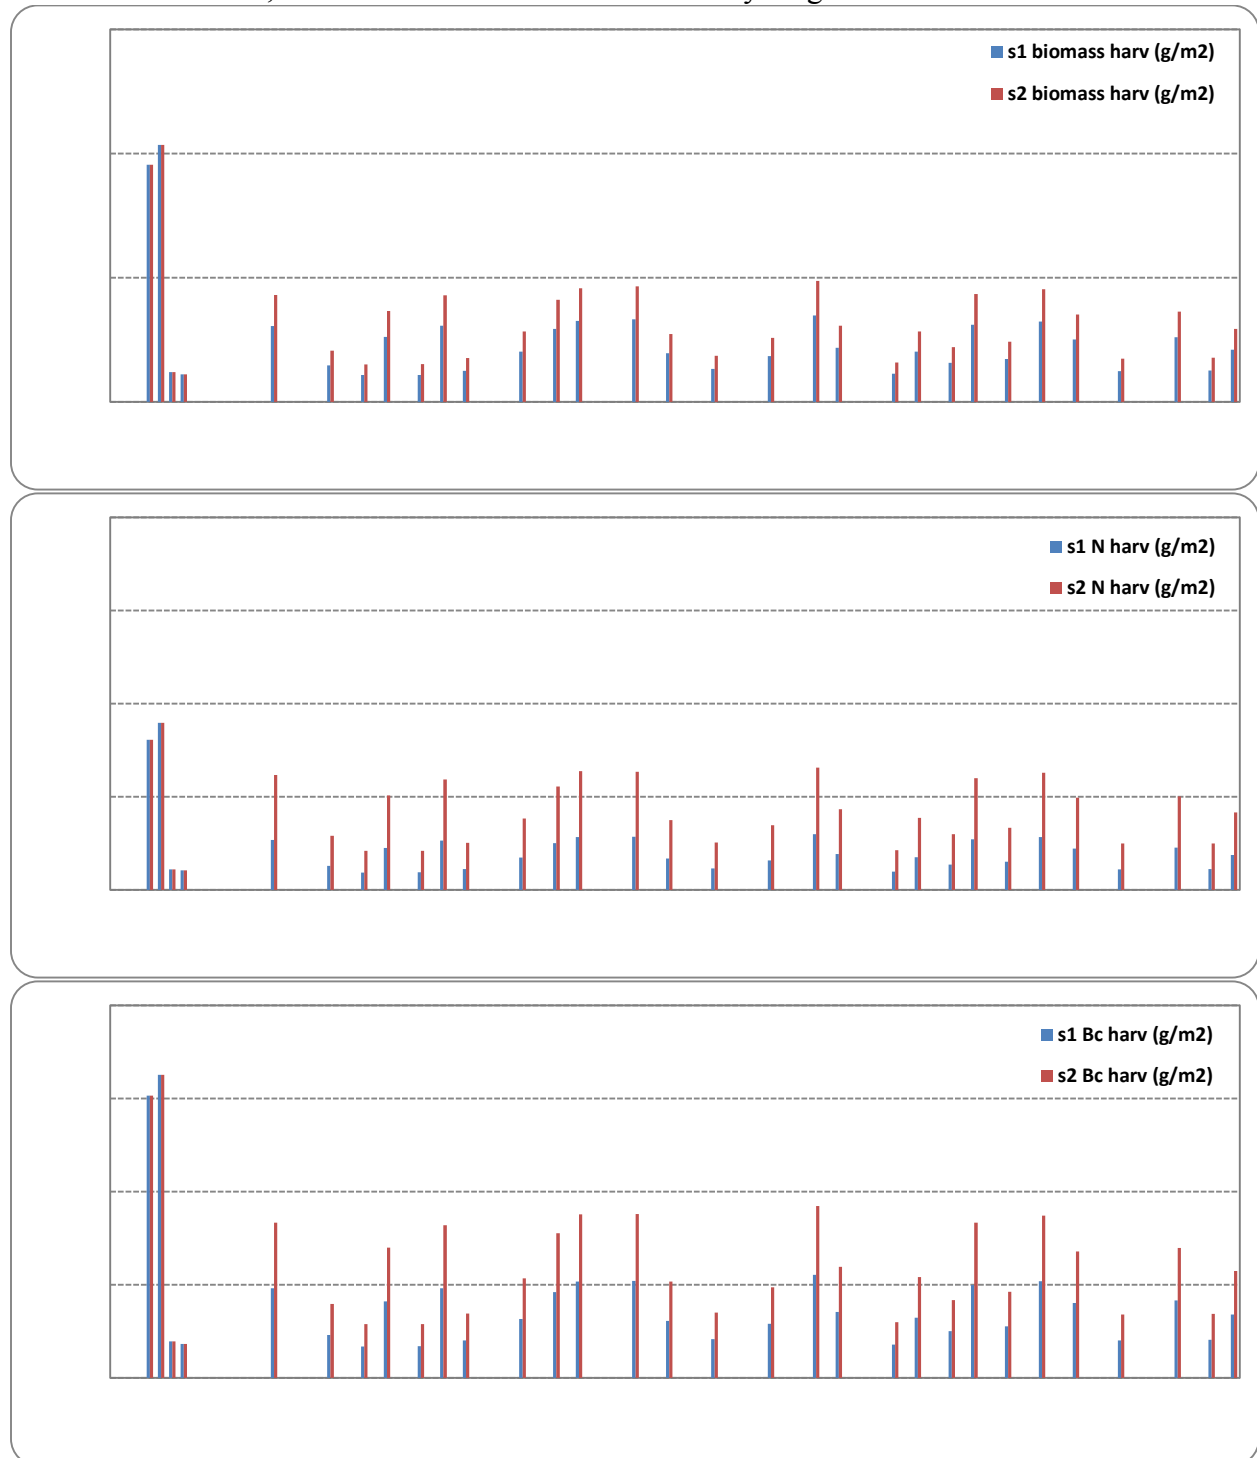 s1 biomass harv (g/m2)
s2 biomass harv (g/m2)
s1 N harv (g/m2)
s2 N harv (g/m2)
s1 Bc harv (g/m2)
s2 Bc harv (g/m2)